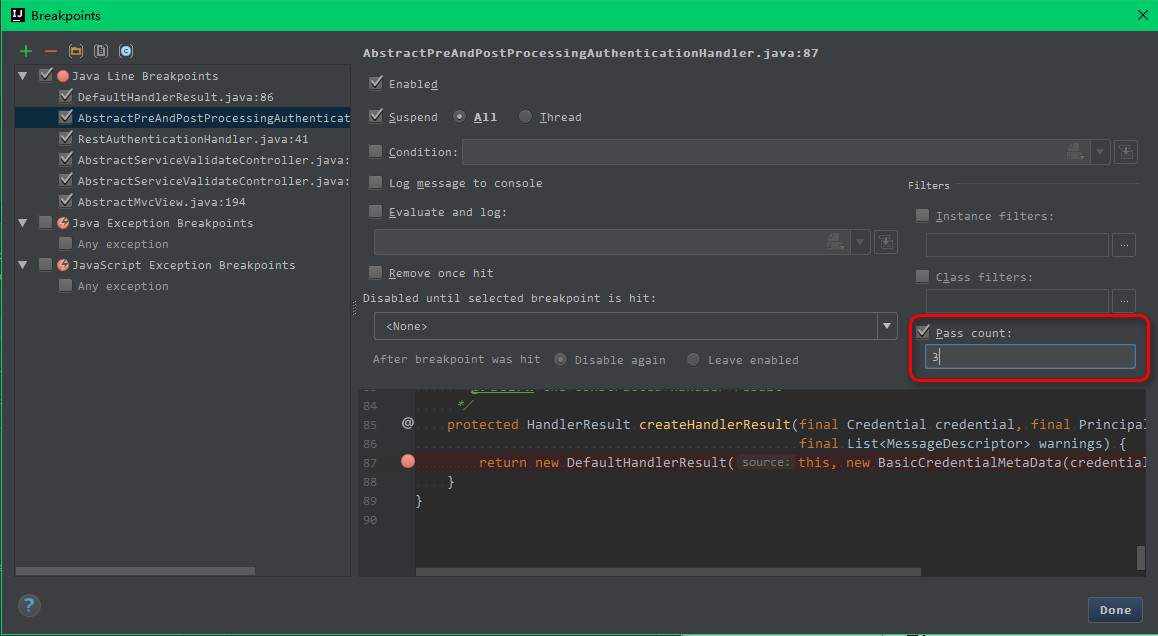 Breakpoints
Java Line Breakpoints
DefaultHandlerResult.java:86
AbstractPreAndPostProcessingAuthenticat
RestAuthenticationHandler.java:41
AbstractServiceValidateController.java:
AbstractServiceValidateController.java:
AbstractMvcView.java:194
Java Exception Breakpoints
Any exception
JavaScript Exception Breakpoints
Any exception
AbstractPreAndPostProcessingAuthenticationHandler.java:87
Enabled
Suspend All Thread
Condition:
Log message to console
Evaluate and log:
Remove once hit
Disabled until selected breakpoint is hit:
<None>
After breakpoint was hit Disable again Leave enabled
Filters
Instance filters:
...
Class filters:
...
Pass count:
3
84 */
85 @ protected HandlerResult createHandlerResult(final Credential credential, final Principal
86 final List<MessageDescriptor> warnings) {
87 return new DefaultHandlerResult( source: this, new BasicCredentialMetaData(credential
88 }
89 }
90
?
Done